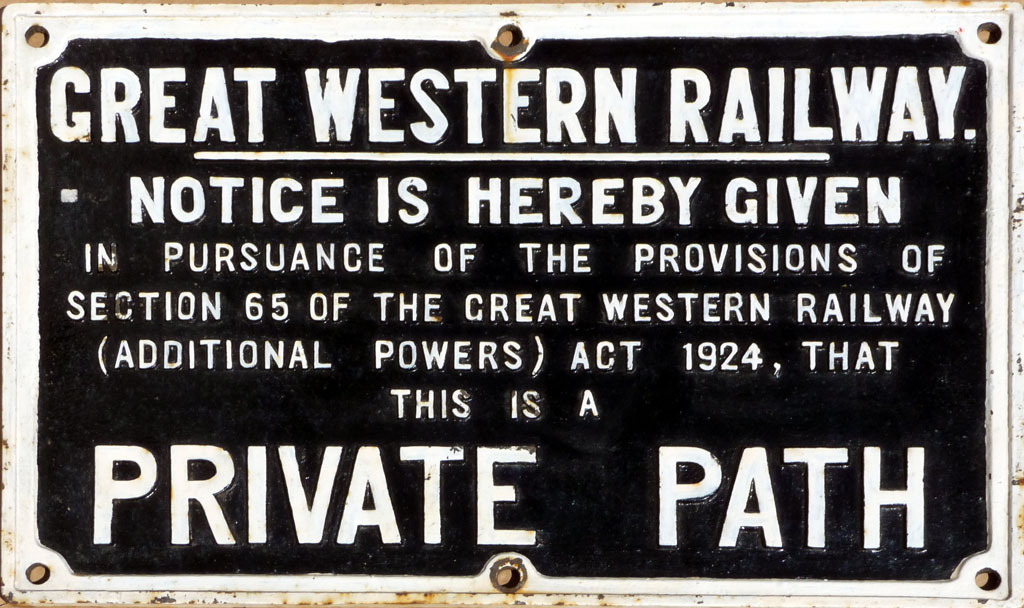 GREAT WESTERN RAILWAY.
NOTICE IS HEREBY GIVEN
IN PURSUANCE OF THE PROVISIONS OF
SECTION 65 OF THE GREAT WESTERN RAILWAY
(ADDITIONAL POWERS) ACT 1924, THAT
THIS IS A
PRIVATE PATH